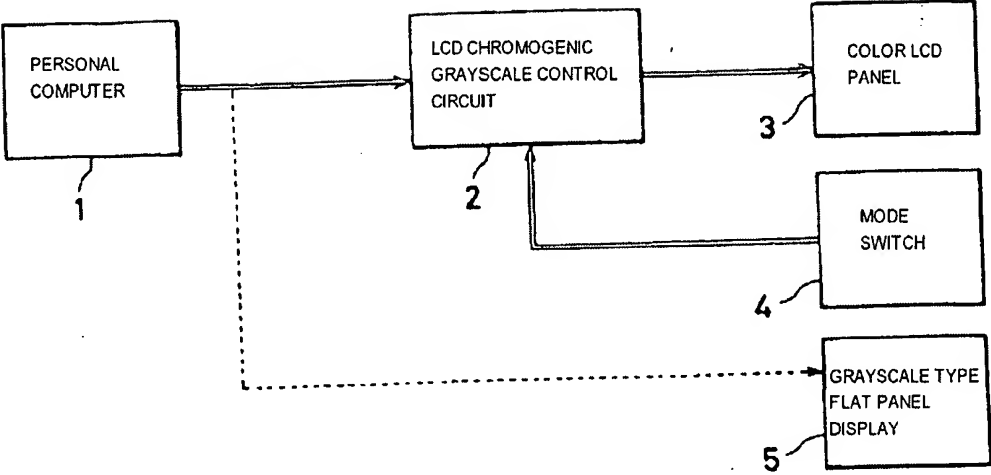 PERSONAL
COMPUTER
1
LCD CHROMOGENIC
GRAYSCALE CONTROL
CIRCUIT
2
COLOR LCD
PANEL
3
MODE
SWITCH
4
GRAYSCALE TYPE
FLAT PANEL
DISPLAY
5